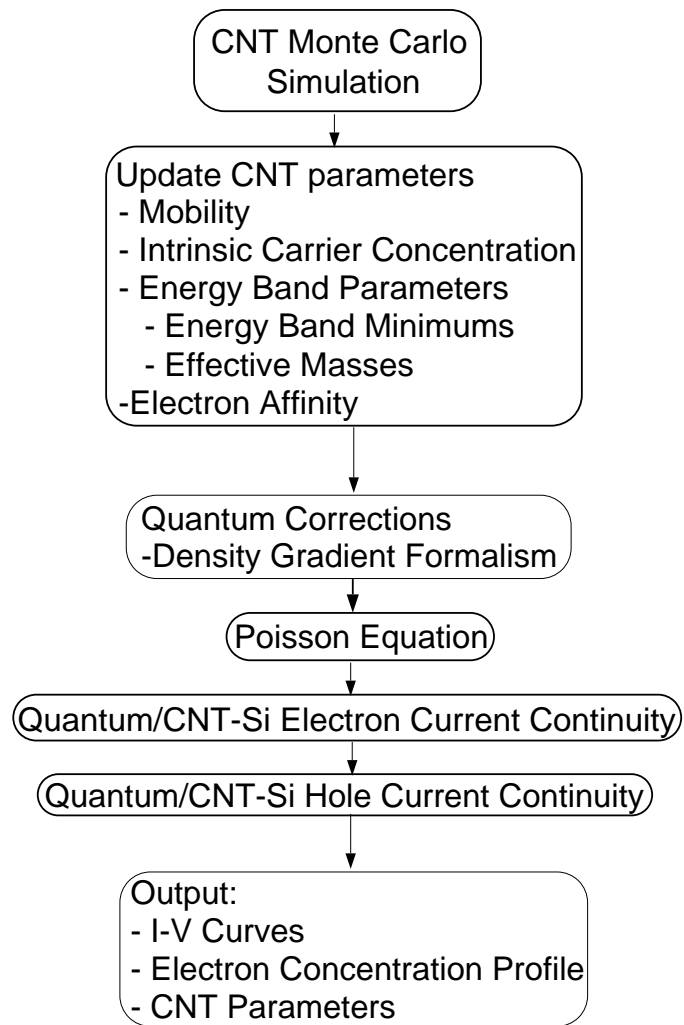 CNT Monte Carlo
Simulation
Update CNT parameters
- Mobility
- Intrinsic Carrier Concentration
- Energy Band Parameters
- Energy Band Minimums
- Effective Masses
-Electron Affinity
Quantum Corrections
-Density Gradient Formalism
Poisson Equation
Quantum/CNT-Si Electron Current Continuity
Quantum/CNT-Si Hole Current Continuity
Output:
- I-V Curves
- Electron Concentration Profile
- CNT Parameters